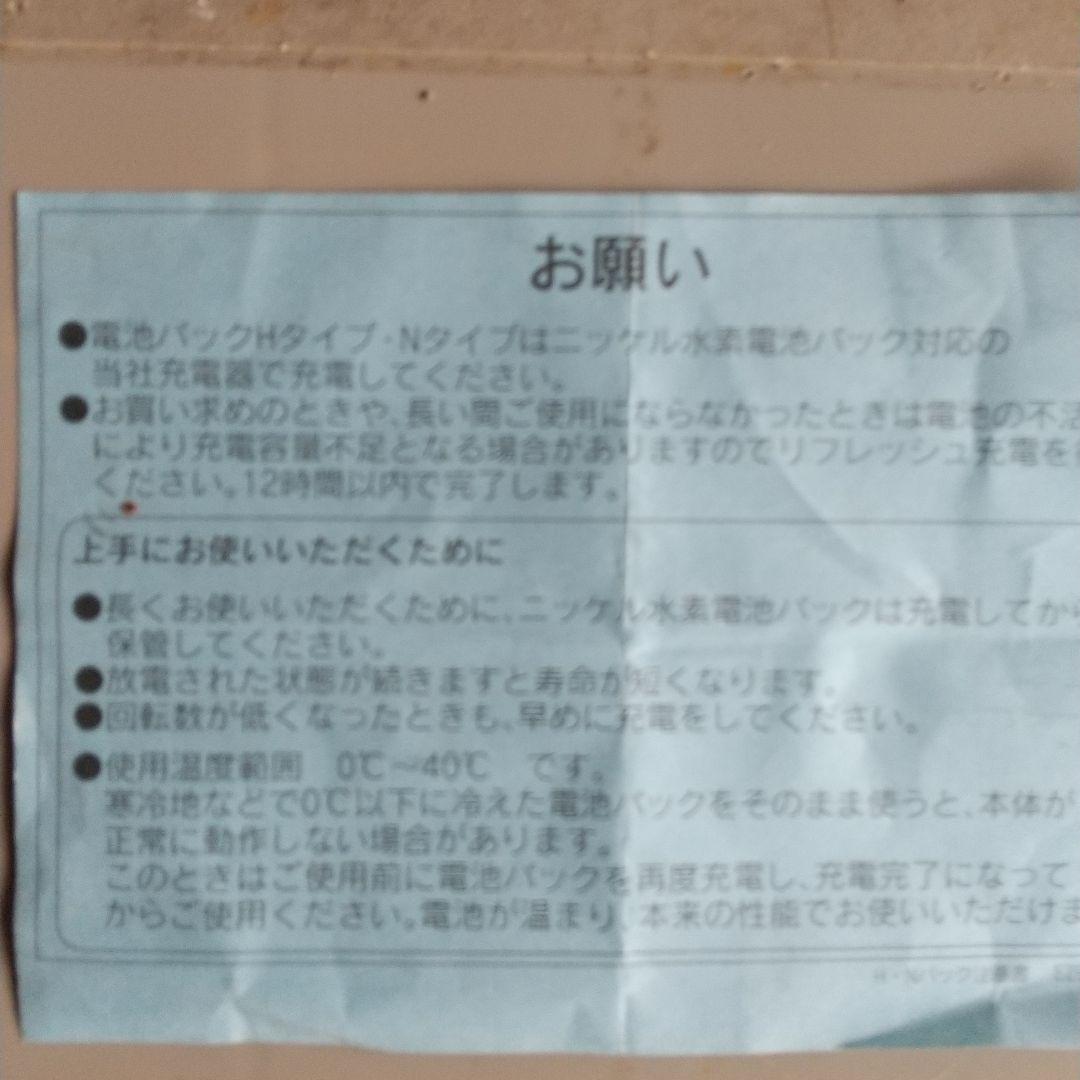 お願い
●電池パックHタイプ・Nタイプはニッケル水素電池パック対応の
当社充電器で充電してください。
●お買い求めのときや、長い間ご使用にならなかったときは電池の不活
により充電容量不足となる場合がありますのでリフレッシュ充電を
ください。12時間以内で完了します。
上手にお使いいただくために
●長くお使いいただくために、ニッケル水素電池パックは充電してから
保管してください。
●放電された状態が続きますと寿命が短くなります。
●回転数が低くなったときも、早めに充電をしてください。
●使用温度範囲 0℃～40℃ です。
寒冷地などで0℃以下に冷えた電池パックをそのまま使うと、本体が
正常に動作しない場合があります。
このときはご使用前に電池パックを再度充電し、充電完了になって
からご使用ください。電池が温まり、本来の性能でお使いいただけま